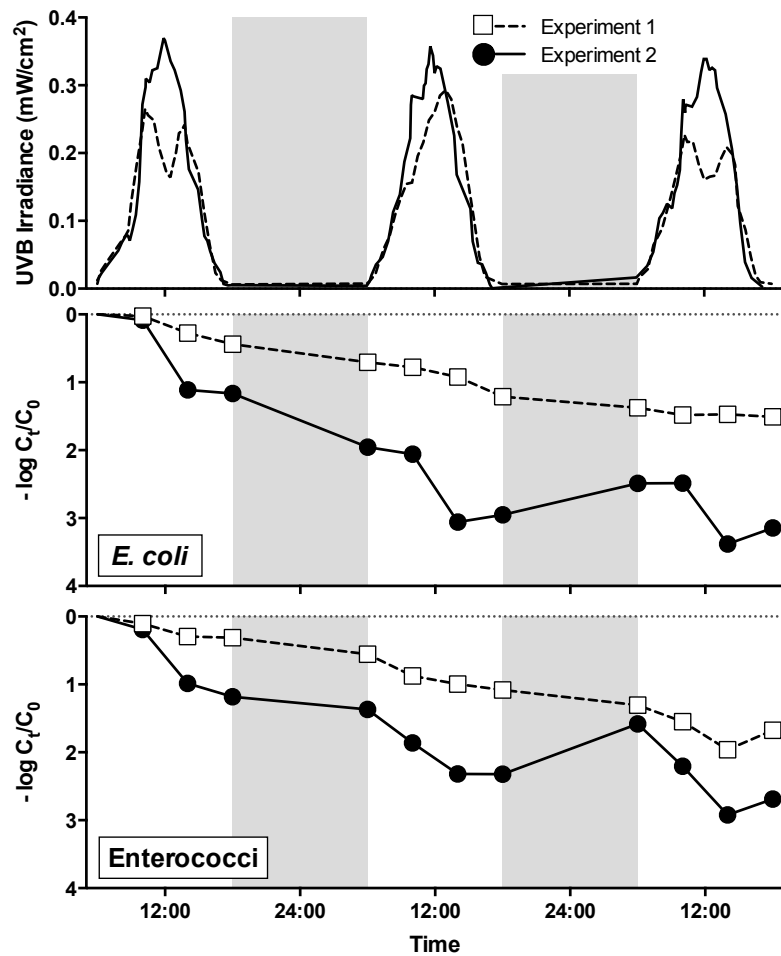 Experiment 1
Experiment 2
UVB Irradiance (mW/cm²)
0.4
0.3
0.2
0.1
0.0
- log Cₜ/C₀
0
1
2
3
4
E. coli
- log Cₜ/C₀
0
1
2
3
4
Enterococci
12:00 24:00 12:00 24:00 12:00
Time